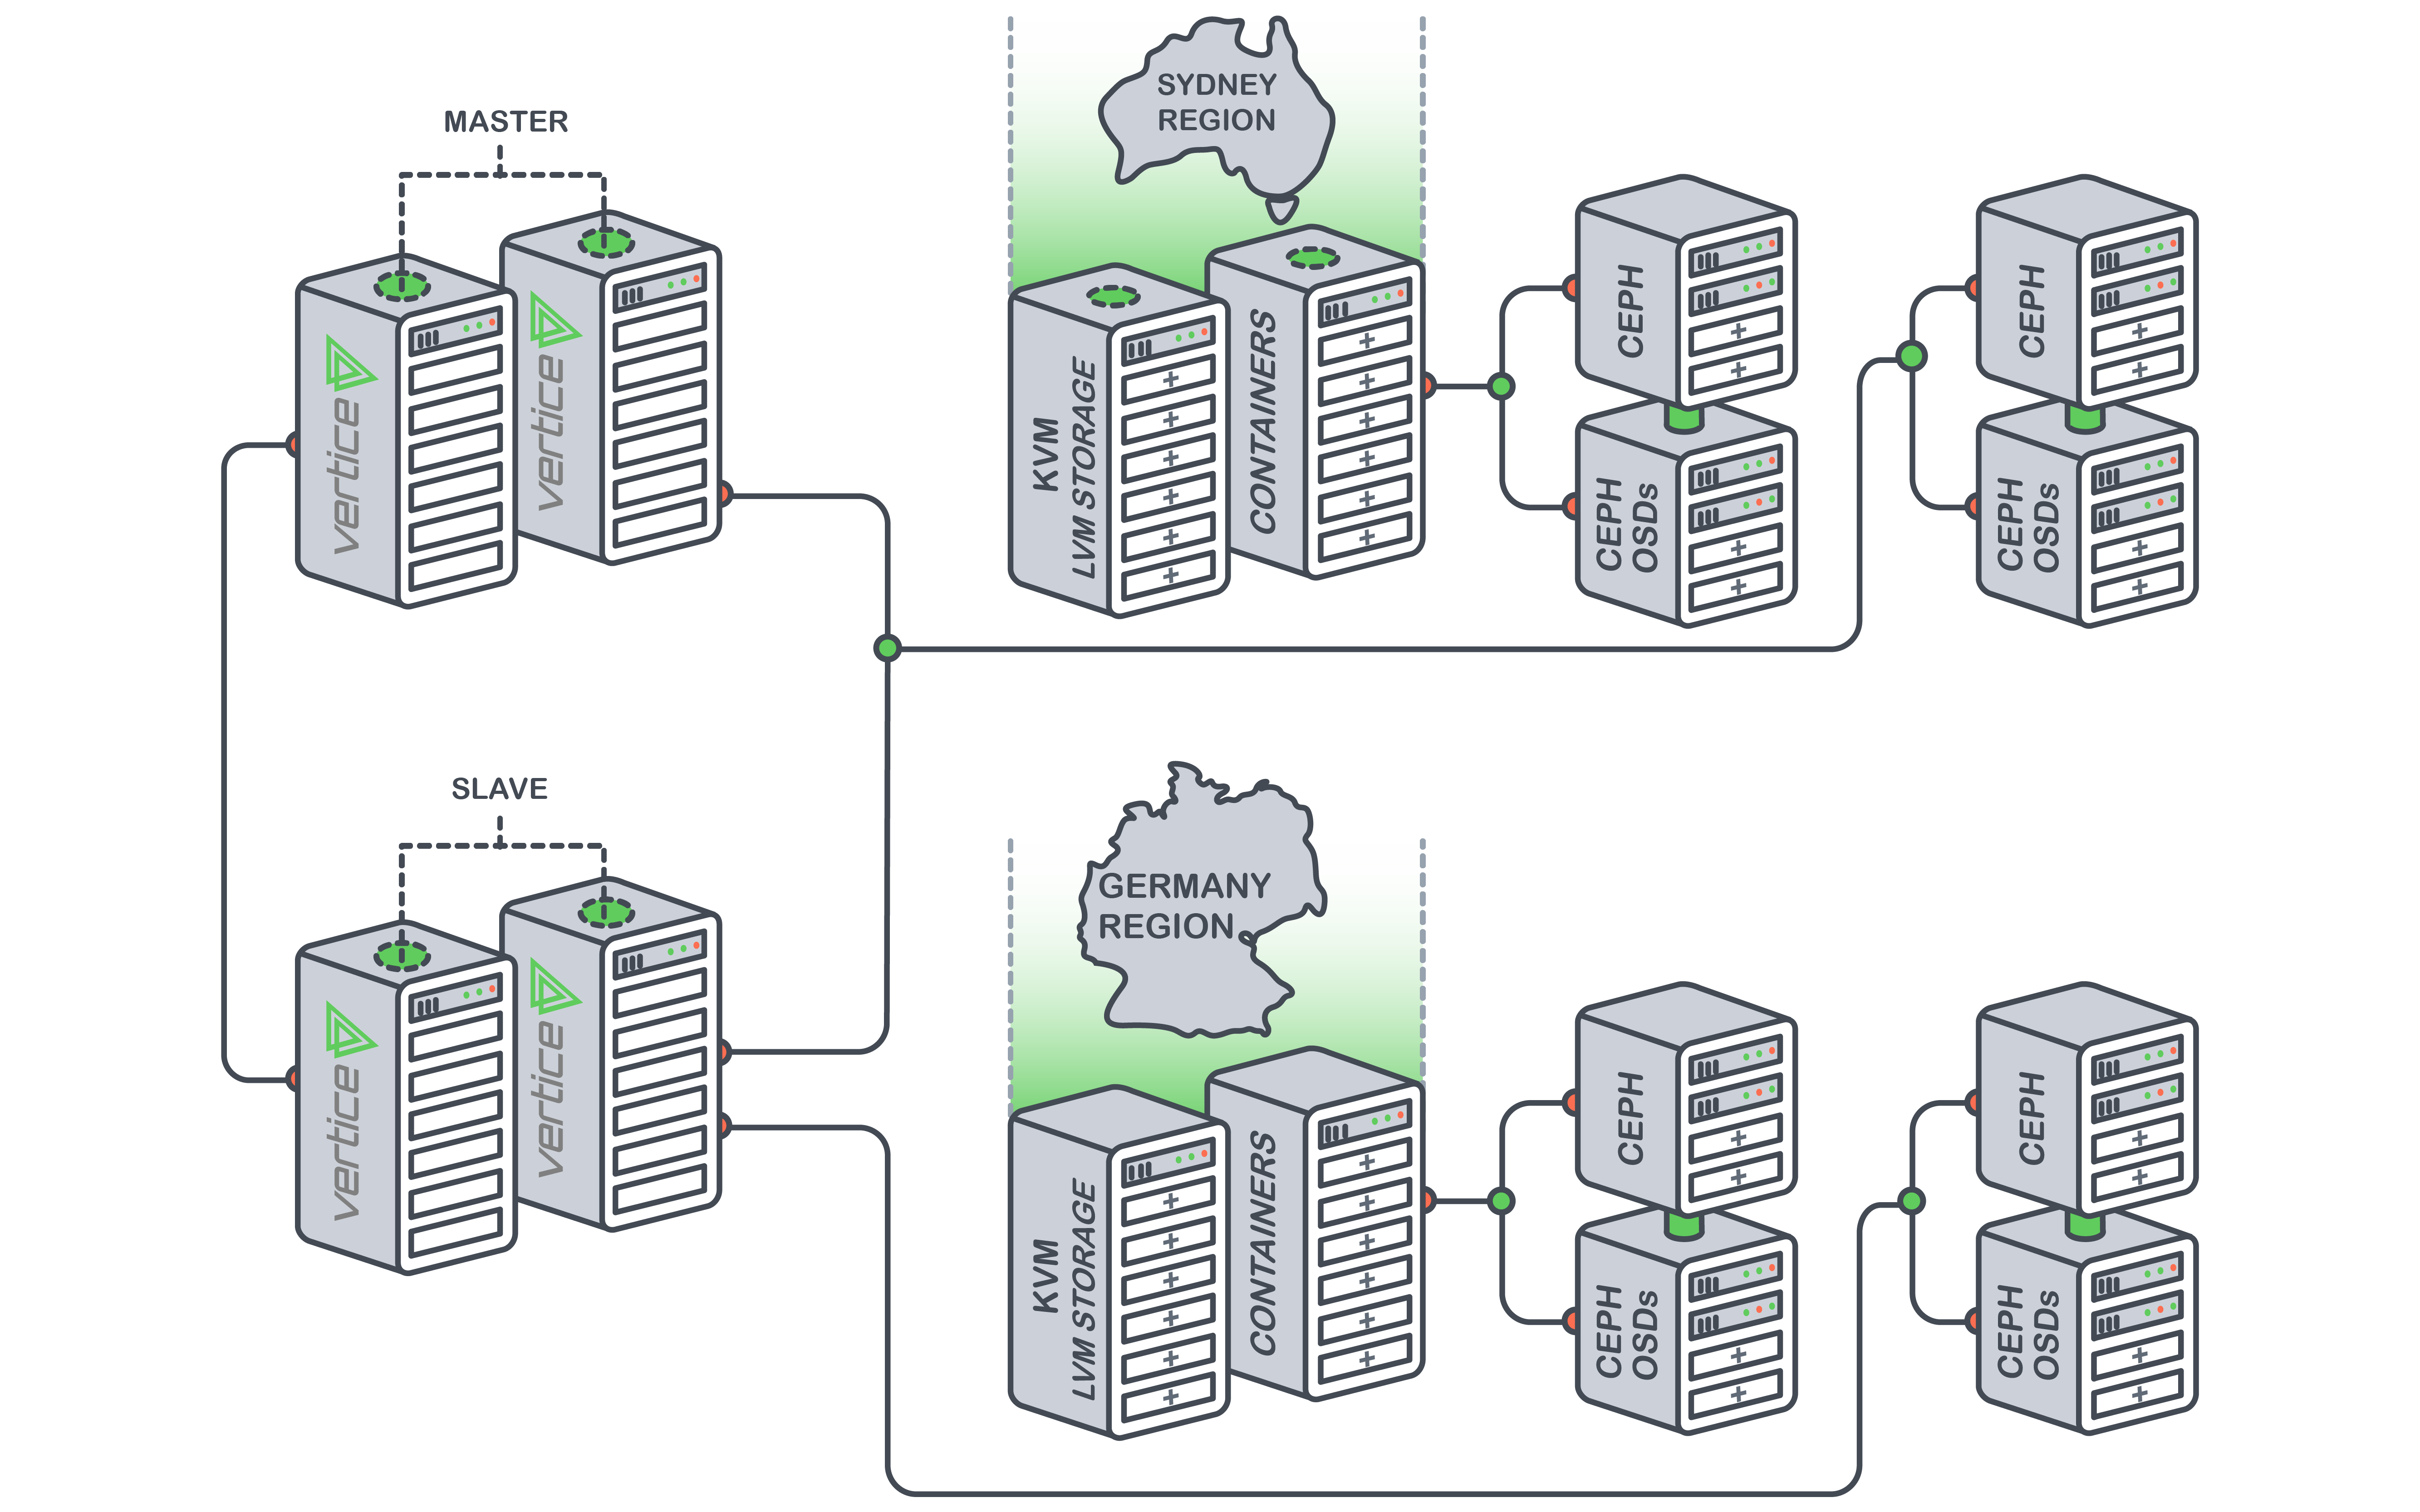 MASTER
vertice
vertice
SYDNEY
REGION
KVM
LVM STORAGE
CONTAINERS
CEPH
CEPH
OSDs
CEPH
CEPH
OSDs
SLAVE
vertice
vertice
GERMANY
REGION
KVM
LVM STORAGE
CONTAINERS
CEPH
CEPH
OSDs
CEPH
CEPH
OSDs